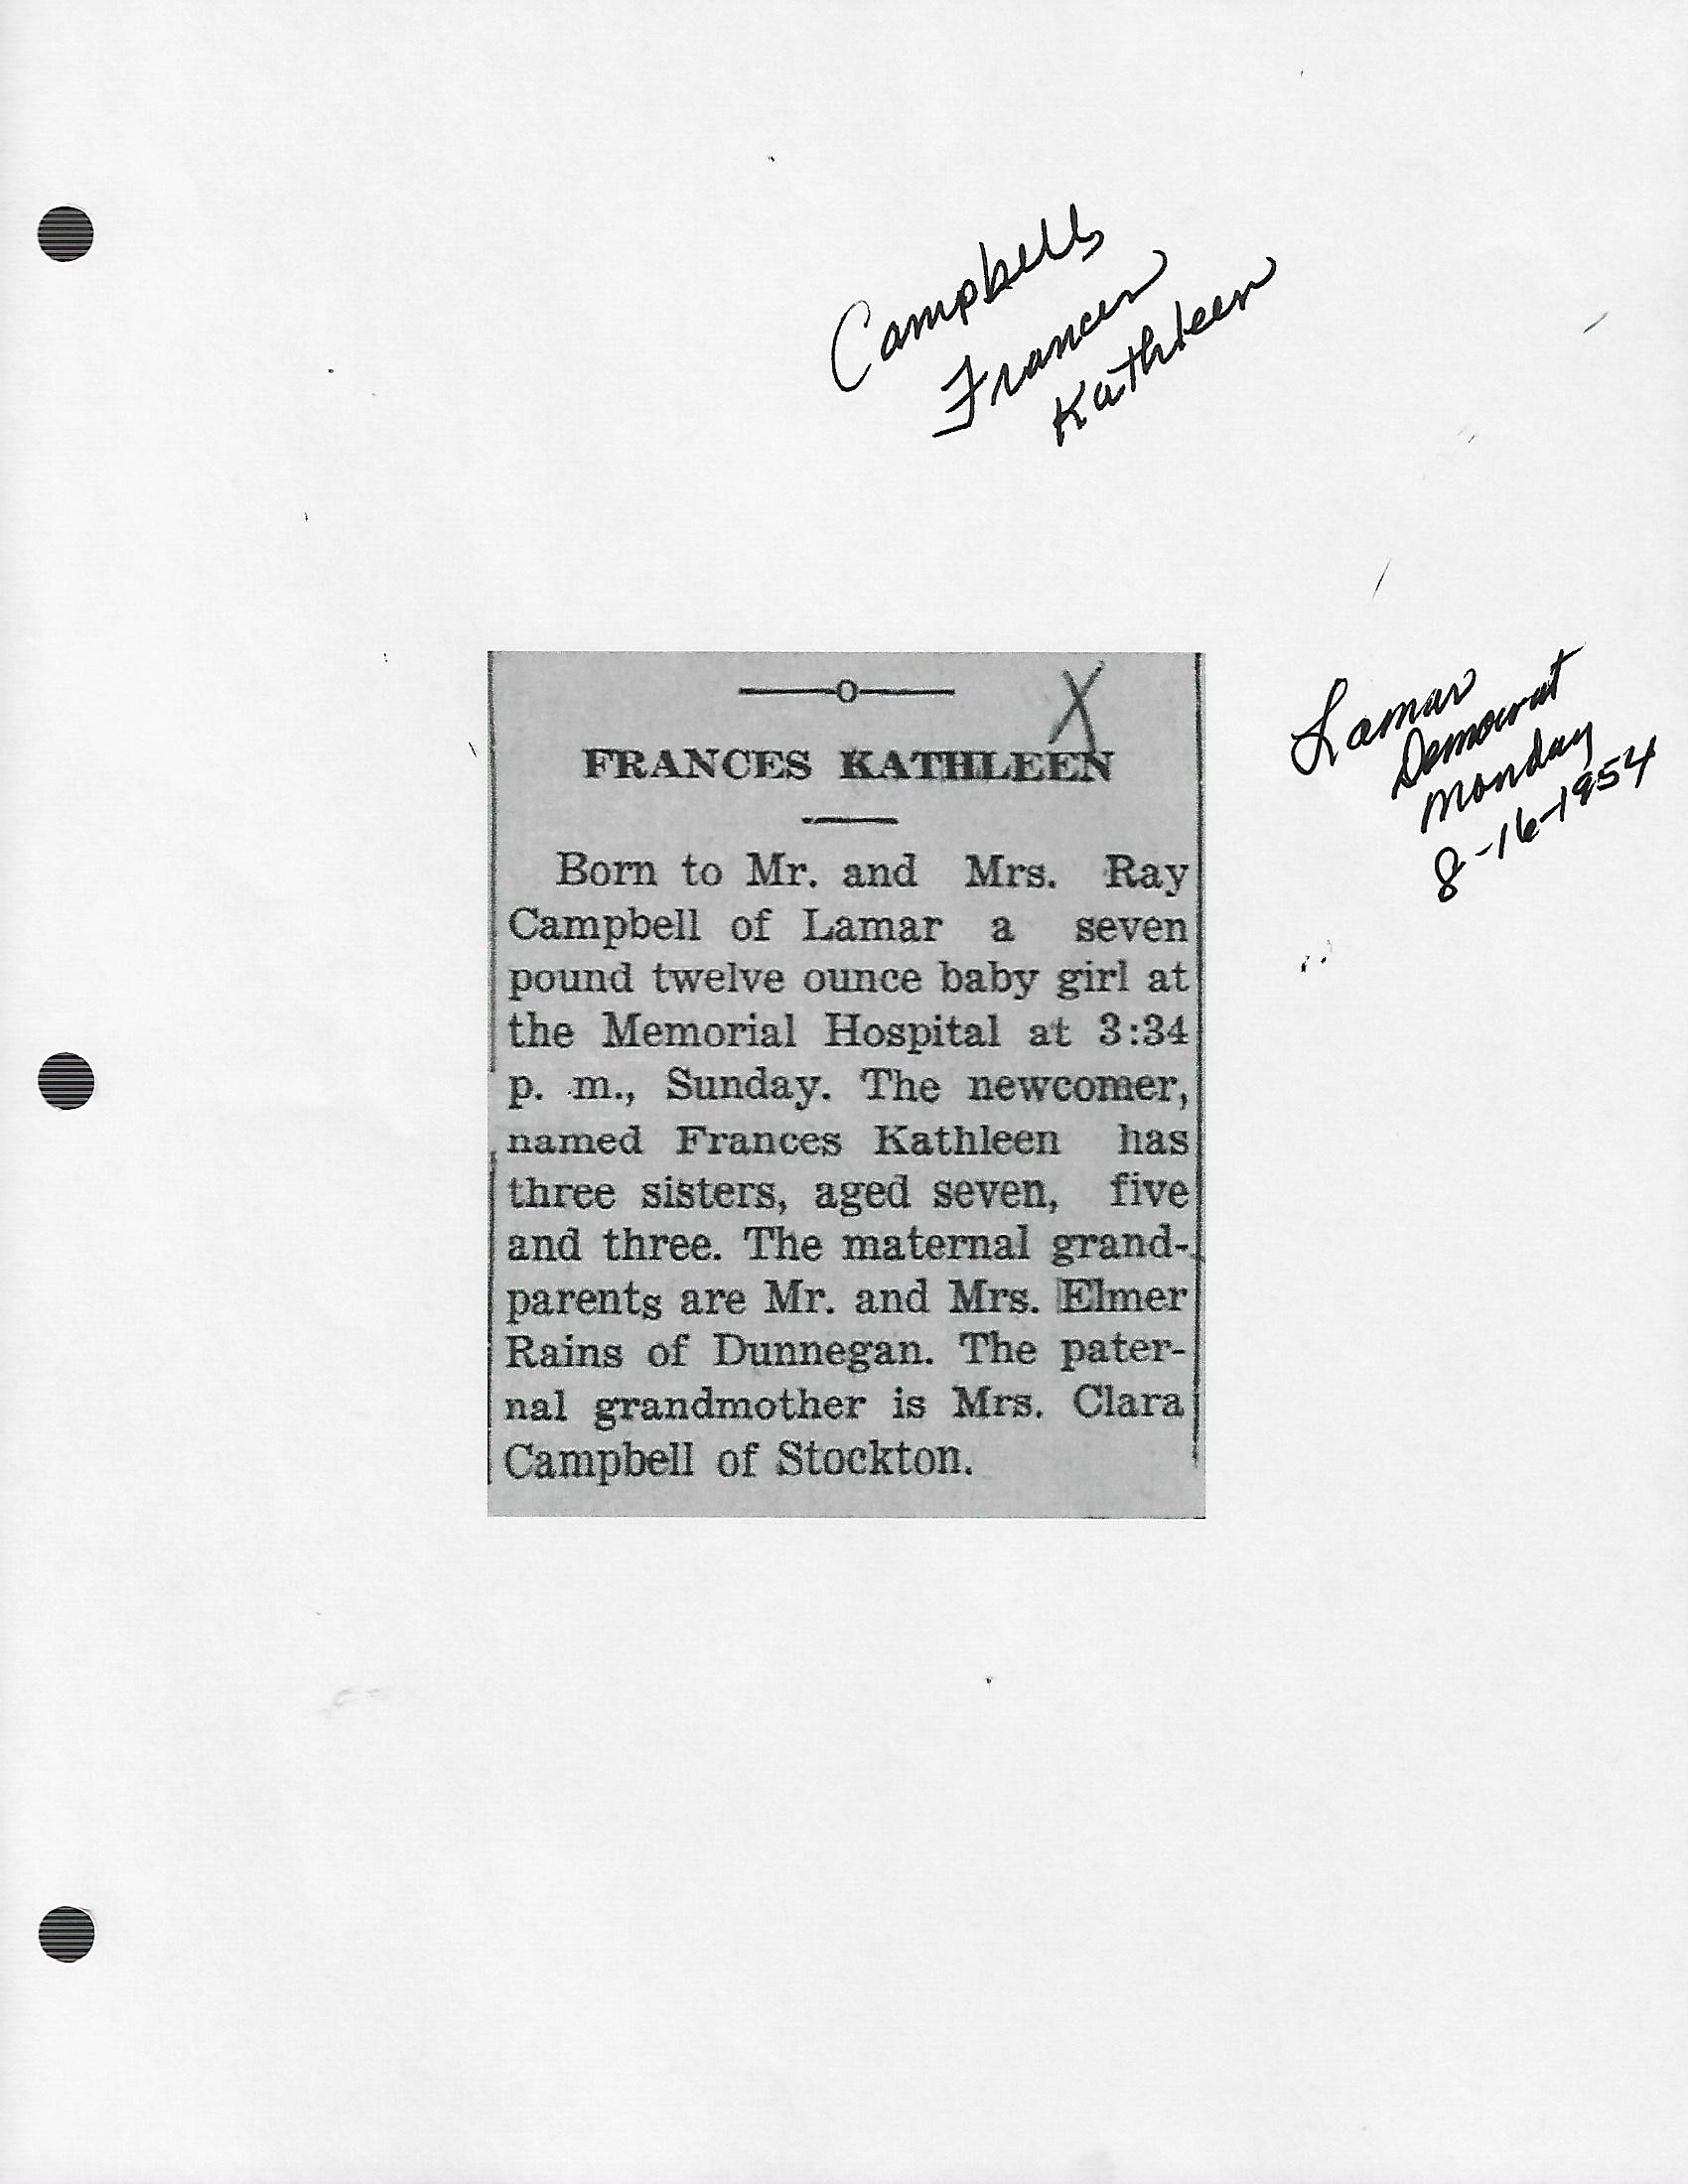 Campbell
Frances
Kathleen
Lamar
Democrat
Monday
8-16-1954
X
FRANCES KATHLEEN
Born to Mr. and Mrs. Ray
Campbell of Lamar a seven
pound twelve ounce baby girl at
the Memorial Hospital at 3:34
p. m., Sunday. The newcomer,
named Frances Kathleen has
three sisters, aged seven, five
and three. The maternal grand-
parents are Mr. and Mrs. Elmer
Rains of Dunnegan. The pater-
nal grandmother is Mrs. Clara
Campbell of Stockton.